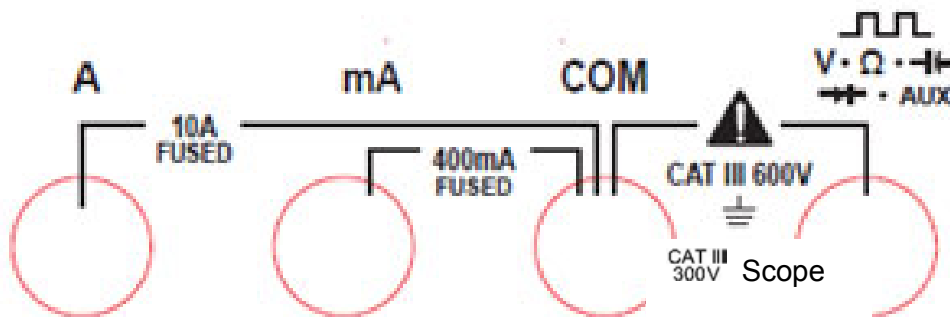 A
mA
COM
V · Ω ·
· AUX
10A
FUSED
400mA
FUSED
CAT III 600V
CAT III
300V
Scope